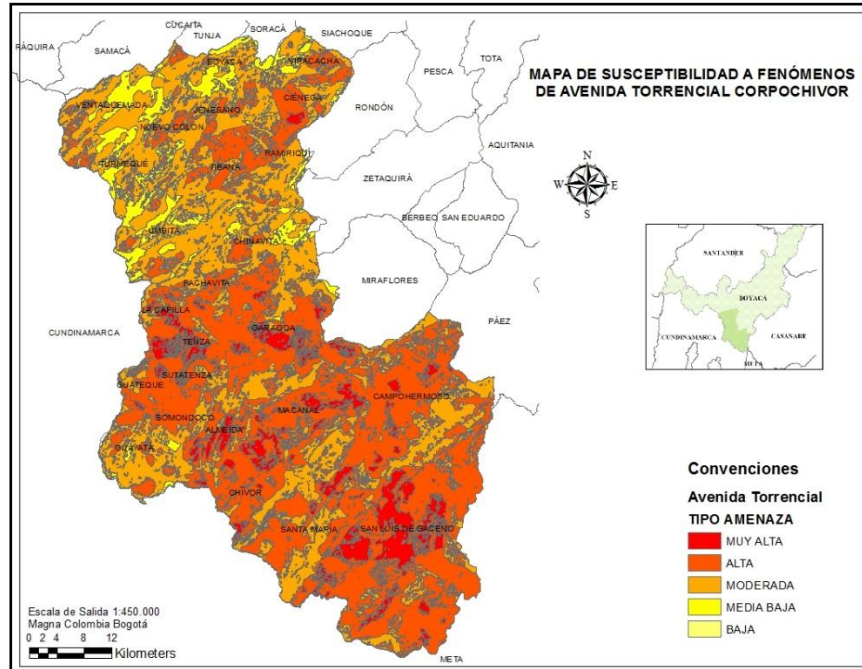 CUCAITA
TUNJA
SORACÁ
SIACHOQUE
RÁQUIRA
SAMACÁ
BOYACÁ
VIRACACHÁ
PESCA
TOTA
MAPA DE SUSCEPTIBILIDAD A FENÓMENOS
DE AVENIDA TORRENCIAL CORPOCHIVOR
VENTAQUEMADA
JENESANO
CIÉNEGA
RONDÓN
NUEVO COLÓN
RAMIRIQUÍ
AQUITANIA
TURMEQUÉ
TIBANÁ
ZETAQUIRÁ
N
W
E
S
BERBEO
SAN EDUARDO
ÚMBITA
CHINAVITA
MIRAFLORES
PACHAVITA
SANTANDER
BOYACÁ
CUNDINAMARCA
CASANARE
META
LA CAPILLA
GARAGOA
PÁEZ
CUNDINAMARCA
TENZA
SUTATENZA
GUATEQUE
CAMPOHERMOSO
MACANAL
SOMONDOCO
ALMEIDA
GUAYATÁ
CHIVOR
SANTA MARÍA
SAN LUIS DE GACENO
Convenciones
Avenida Torrencial
TIPO AMENAZA
MUY ALTA
ALTA
MODERADA
MEDIA BAJA
BAJA
Escala de Salida 1:450.000
Magna Colombia Bogotá
0 2 4 8 12
Kilometers
META